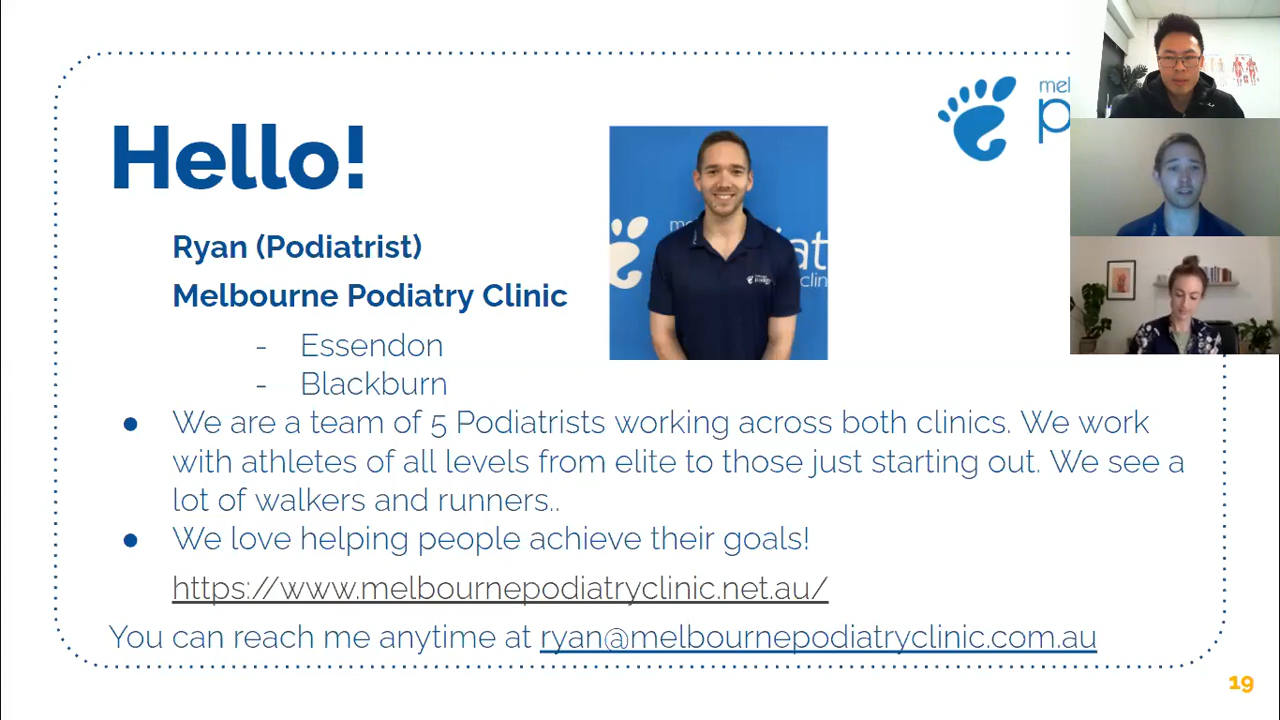 Hello!
Ryan (Podiatrist)
Melbourne Podiatry Clinic
- Essendon
- Blackburn
● We are a team of 5 Podiatrists working across both clinics. We work
with athletes of all levels from elite to those just starting out. We see a
lot of walkers and runners..
● We love helping people achieve their goals!
https://www.melbournepodiatryclinic.net.au/
You can reach me anytime at ryan@melbournepodiatryclinic.com.au
19